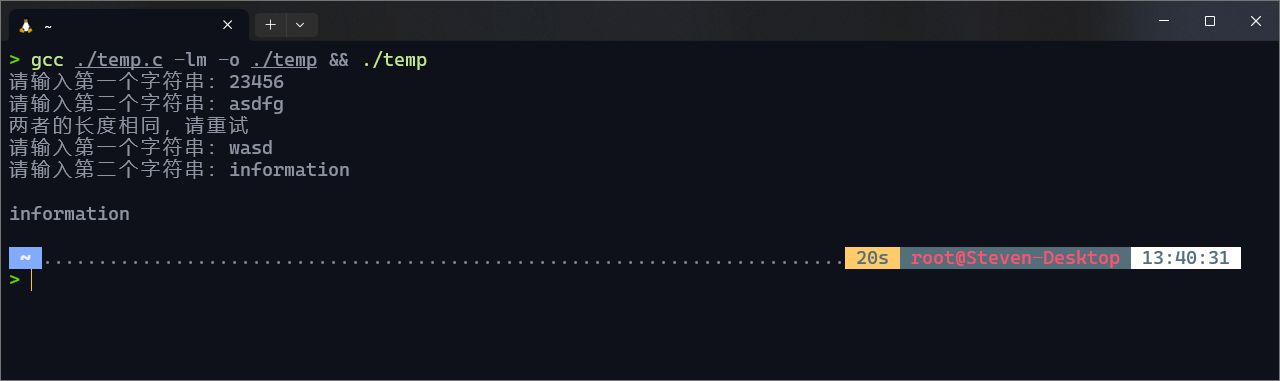 ~
> gcc ./temp.c -lm -o ./temp && ./temp
请输入第一个字符串: 23456
请输入第二个字符串: asdfg
两者的长度相同, 请重试
请输入第一个字符串: wasd
请输入第二个字符串: information
information
~ ......................................................................... 20s root@Steven-Desktop 13:40:31
>